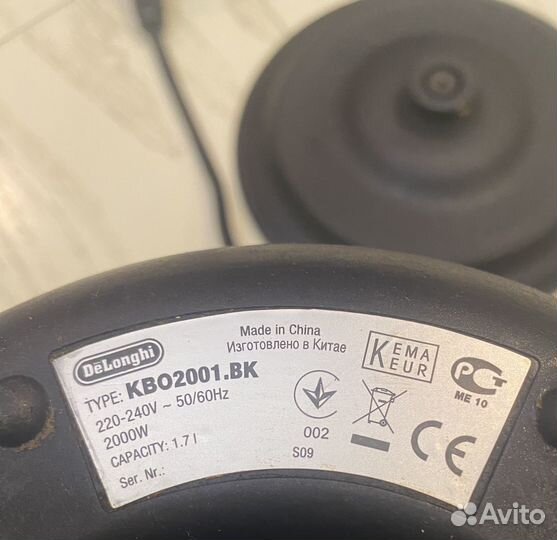 DeLonghi
TYPE: KBO2001.BK
220-240V ~ 50/60Hz
2000W
CAPACITY: 1.7 l
Ser. Nr.:
Made in China
Изготовлено в Китае
KEMA
KEUR
002
S09
РСТ
ME 10
CE
Avito